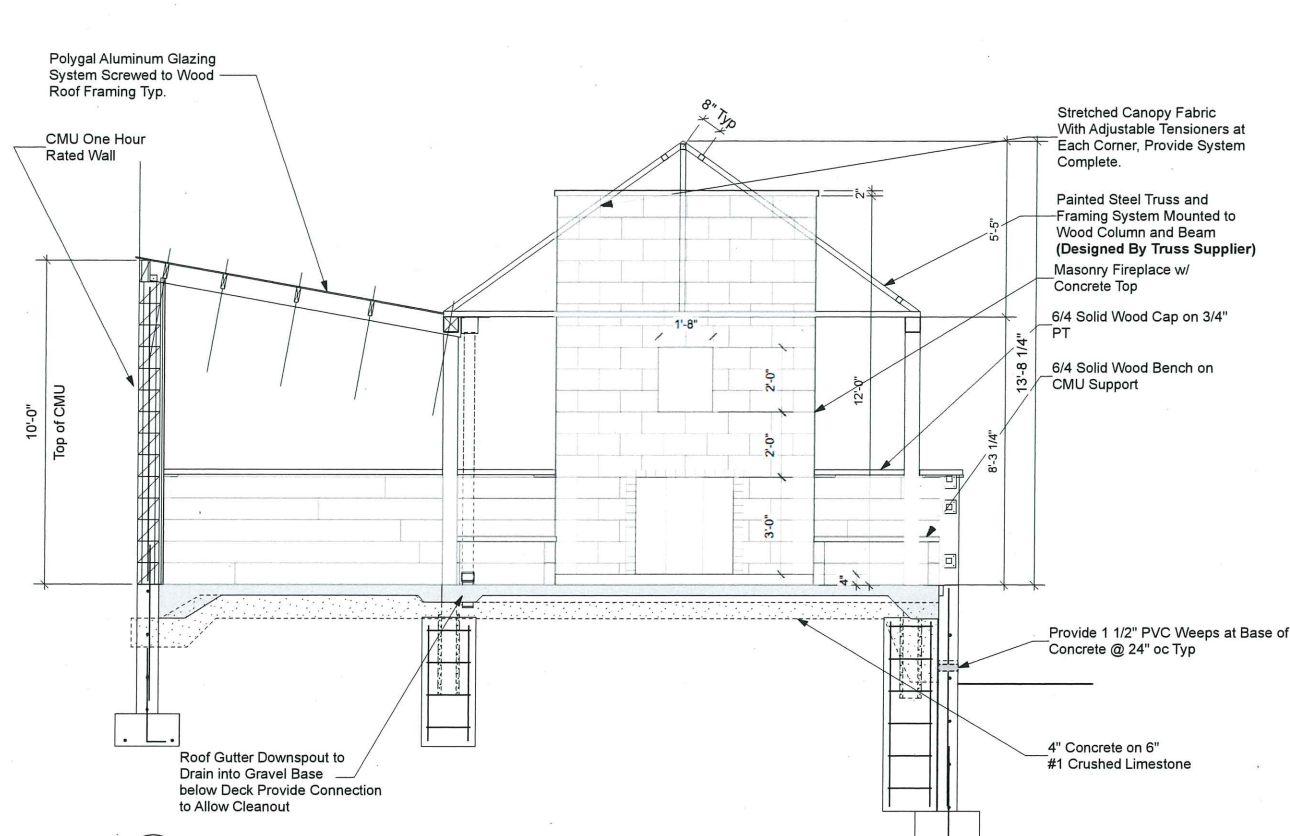 Polygal Aluminum Glazing
System Screwed to Wood
Roof Framing Typ.
CMU One Hour
Rated Wall
8" Typ
Stretched Canopy Fabric
With Adjustable Tensioners at
Each Corner, Provide System
Complete.
Painted Steel Truss and
Framing System Mounted to
Wood Column and Beam
(Designed By Truss Supplier)
Masonry Fireplace w/
Concrete Top
6/4 Solid Wood Cap on 3/4"
PT
6/4 Solid Wood Bench on
CMU Support
2"
5'-5"
1'-8"
2'-0"
12'-0"
2'-0"
3'-0"
4"
8'-3 1/4"
13'-8 1/4"
10'-0"
Top of CMU
Provide 1 1/2" PVC Weeps at Base of
Concrete @ 24" oc Typ
4" Concrete on 6"
#1 Crushed Limestone
Roof Gutter Downspout to
Drain into Gravel Base
below Deck Provide Connection
to Allow Cleanout